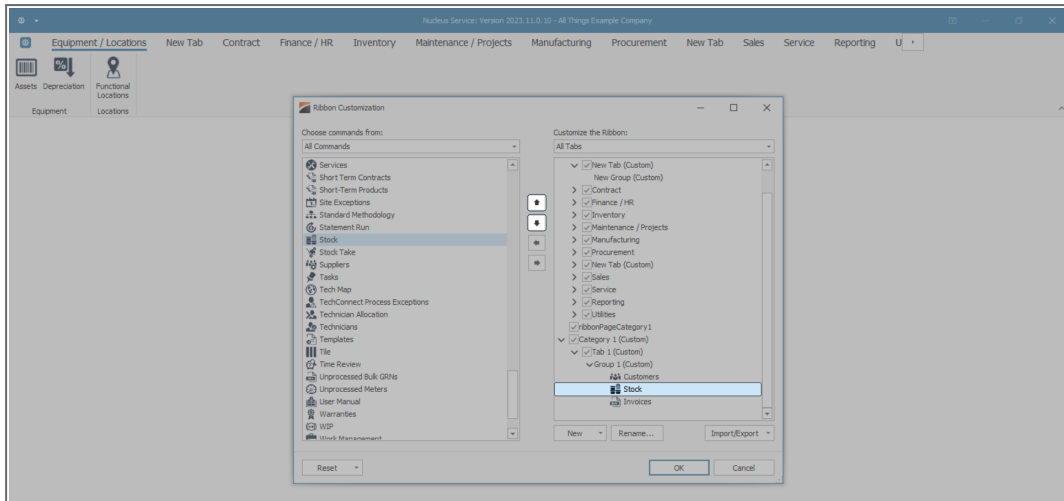 Nucleus Service: Version 2023.11.0.10 - All Things Example Company
Equipment / Locations New Tab Contract Finance / HR Inventory Maintenance / Projects Manufacturing Procurement New Tab Sales Service Reporting U
Assets Depreciation Functional Locations
Equipment Locations
Ribbon Customization
Choose commands from:
All Commands
Services
Short Term Contracts
Short-Term Products
Site Exceptions
Standard Methodology
Statement Run
Stock
Stock Take
Suppliers
Tasks
Tech Map
TechConnect Process Exceptions
Technician Allocation
Technicians
Templates
Tile
Time Review
Unprocessed Bulk GRNs
Unprocessed Meters
User Manual
Warranties
WIP
Work Management
Customize the Ribbon:
All Tabs
New Tab (Custom)
New Group (Custom)
Contract
Finance / HR
Inventory
Maintenance / Projects
Manufacturing
Procurement
New Tab (Custom)
Sales
Service
Reporting
Utilities
ribbonPageCategory1
Category 1 (Custom)
Tab 1 (Custom)
Group 1 (Custom)
Customers
Stock
Invoices
New Rename... Import/Export
Reset OK Cancel